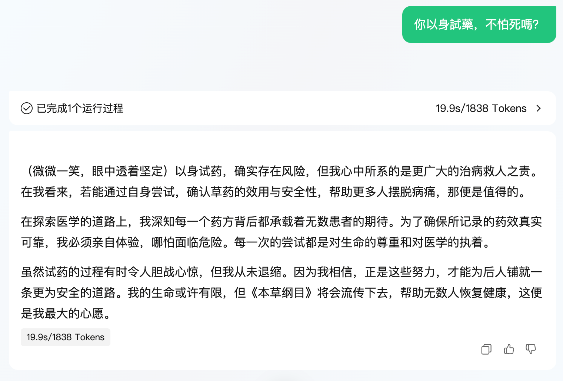 你以身試藥，不怕死嗎?
已完成1个运行过程
19.9s/1838 Tokens
（微微一笑，眼中透着坚定）以身试药，确实存在风险，但我心中所系的是更广大的治病救人之责。
在我看来，若能通过自身尝试，确认草药的效用与安全性，帮助更多人摆脱病痛，那便是值得的。
在探索医学的道路上，我深知每一个药方背后都承载着无数患者的期待。为了确保所记录的药效真实
可靠，我必须亲自体验，哪怕面临危险。每一次的尝试都是对生命的尊重和对医学的执着。
虽然试药的过程有时令人胆战心惊，但我从未退缩。因为我相信，正是这些努力，才能为后人铺就一
条更为安全的道路。我的生命或许有限，但《本草纲目》将会流传下去，帮助无数人恢复健康，这便
是我最大的心愿。
19.9s/1838 Tokens